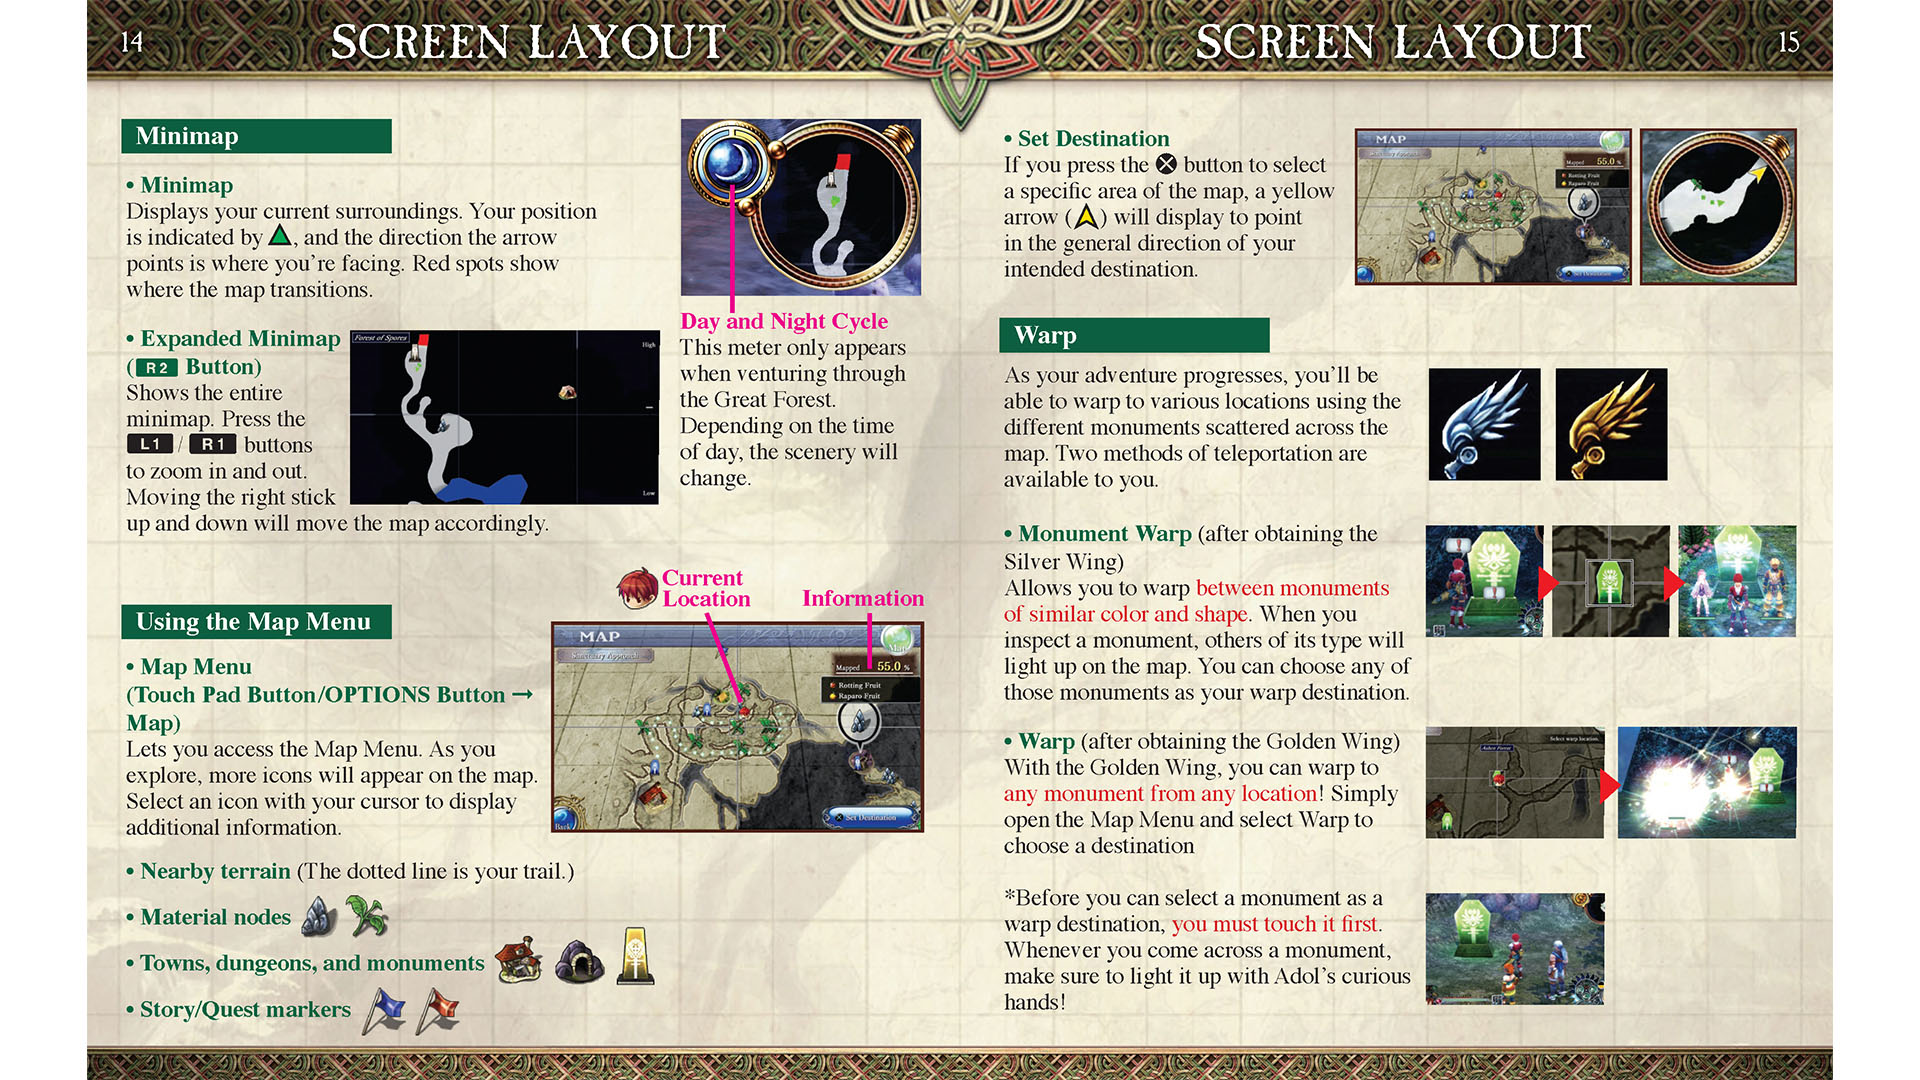 14
SCREEN LAYOUT
Minimap
• Minimap
Displays your current surroundings. Your position
is indicated by , and the direction the arrow
points is where you're facing. Red spots show
where the map transitions.
• Expanded Minimap
(R2 Button)
Shows the entire
minimap. Press the
L1 / R1 buttons
to zoom in and out.
Moving the right stick
up and down will move the map accordingly.
Forest of Spores
High
Low
Day and Night Cycle
This meter only appears
when venturing through
the Great Forest.
Depending on the time
of day, the scenery will
change.
Using the Map Menu
• Map Menu
(Touch Pad Button/OPTIONS Button →
Map)
Lets you access the Map Menu. As you
explore, more icons will appear on the map.
Select an icon with your cursor to display
additional information.
Current
Location
Information
MAP
Sanctuary Approach
Map
Mapped 55.0 %
Rotting Fruit
Raparo Fruit
Back
Set Destination
• Nearby terrain (The dotted line is your trail.)
• Material nodes
• Towns, dungeons, and monuments
• Story/Quest markers
SCREEN LAYOUT
15
• Set Destination
If you press the ⊗ button to select
a specific area of the map, a yellow
arrow ( ) will display to point
in the general direction of your
intended destination.
MAP
Sanctuary Approach
Mapped 55.0 %
Rotting Fruit
Raparo Fruit
Set Destination
Warp
As your adventure progresses, you'll be
able to warp to various locations using the
different monuments scattered across the
map. Two methods of teleportation are
available to you.
• Monument Warp (after obtaining the
Silver Wing)
Allows you to warp between monuments
of similar color and shape. When you
inspect a monument, others of its type will
light up on the map. You can choose any of
those monuments as your warp destination.
• Warp (after obtaining the Golden Wing)
With the Golden Wing, you can warp to
any monument from any location! Simply
open the Map Menu and select Warp to
choose a destination
Select warp location.
*Before you can select a monument as a
warp destination, you must touch it first.
Whenever you come across a monument,
make sure to light it up with Adol's curious
hands!